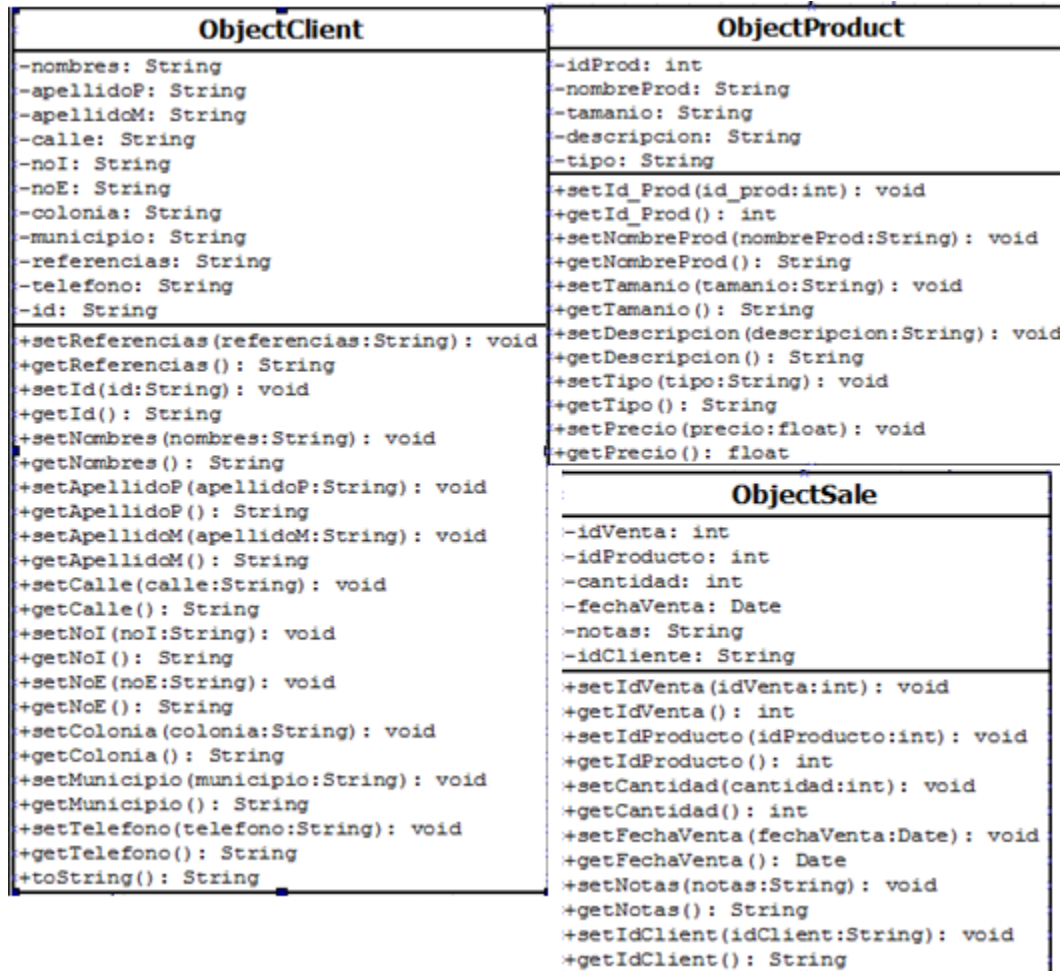 ObjectClient
-nombres: String
-apellidoP: String
-apellidoM: String
-calle: String
-noI: String
-noE: String
-colonia: String
-municipio: String
-referencias: String
-telefono: String
-id: String
+setReferencias(referencias:String): void
+getReferencias(): String
+setId(id:String): void
+getId(): String
+setNombres(nombres:String): void
+getNombres(): String
+setApellidoP(apellidoP:String): void
+getApellidoP(): String
+setApellidoM(apellidoM:String): void
+getApellidoM(): String
+setCalle(calle:String): void
+getCalle(): String
+setNoI(noI:String): void
+getNoI(): String
+setNoE(noE:String): void
+getNoE(): String
+setColonia(colonia:String): void
+getColonia(): String
+setMunicipio(municipio:String): void
+getMunicipio(): String
+setTelefono(telefono:String): void
+getTelefono(): String
+toString(): String
ObjectProduct
-idProd: int
-nombreProd: String
-tamanio: String
-descripcion: String
-tipo: String
+setId_Prod(id_prod:int): void
+getId_Prod(): int
+setNombreProd(nombreProd:String): void
+getNombreProd(): String
+setTamanio(tamanio:String): void
+getTamanio(): String
+setDescripcion(descripcion:String): void
+getDescripcion(): String
+setTipo(tipo:String): void
+getTipo(): String
+setPrecio(precio:float): void
+getPrecio(): float
ObjectSale
-idVenta: int
-idProducto: int
-cantidad: int
-fechaVenta: Date
-notas: String
-idCliente: String
+setIdVenta(idVenta:int): void
+getIdVenta(): int
+setIdProducto(idProducto:int): void
+getIdProducto(): int
+setCantidad(cantidad:int): void
+getCantidad(): int
+setFechaVenta(fechaVenta:Date): void
+getFechaVenta(): Date
+setNotas(notas:String): void
+getNotas(): String
+setIdClient(idClient:String): void
+getIdClient(): String